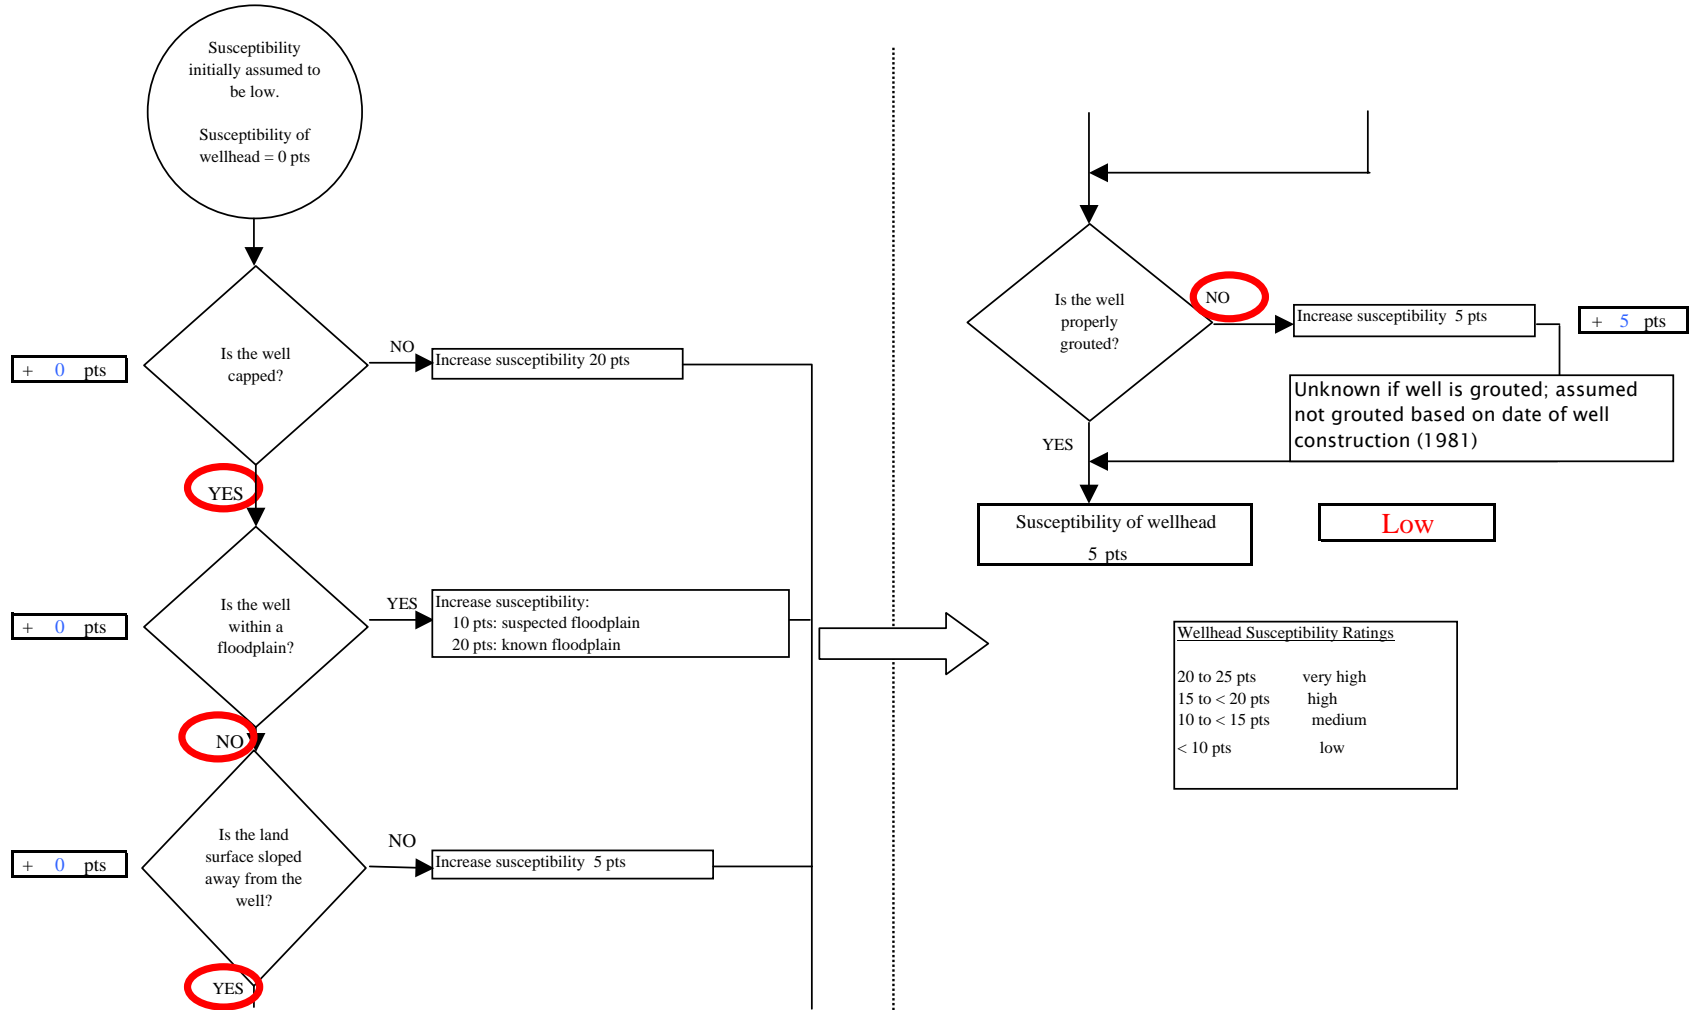 Susceptibility
initially assumed to
be low.
Susceptibility of
wellhead = 0 pts
Is the well
capped?
NO
Increase susceptibility 20 pts
+ 0 pts
YES
Is the well
within a
floodplain?
YES
Increase susceptibility:
10 pts: suspected floodplain
20 pts: known floodplain
+ 0 pts
NO
Is the land
surface sloped
away from the
well?
NO
Increase susceptibility 5 pts
+ 0 pts
YES
Is the well
properly
grouted?
NO
Increase susceptibility 5 pts
+ 5 pts
Unknown if well is grouted; assumed
not grouted based on date of well
construction (1981)
YES
Susceptibility of wellhead
5 pts
Low
Wellhead Susceptibility Ratings
20 to 25 pts very high
15 to < 20 pts high
10 to < 15 pts medium
< 10 pts low